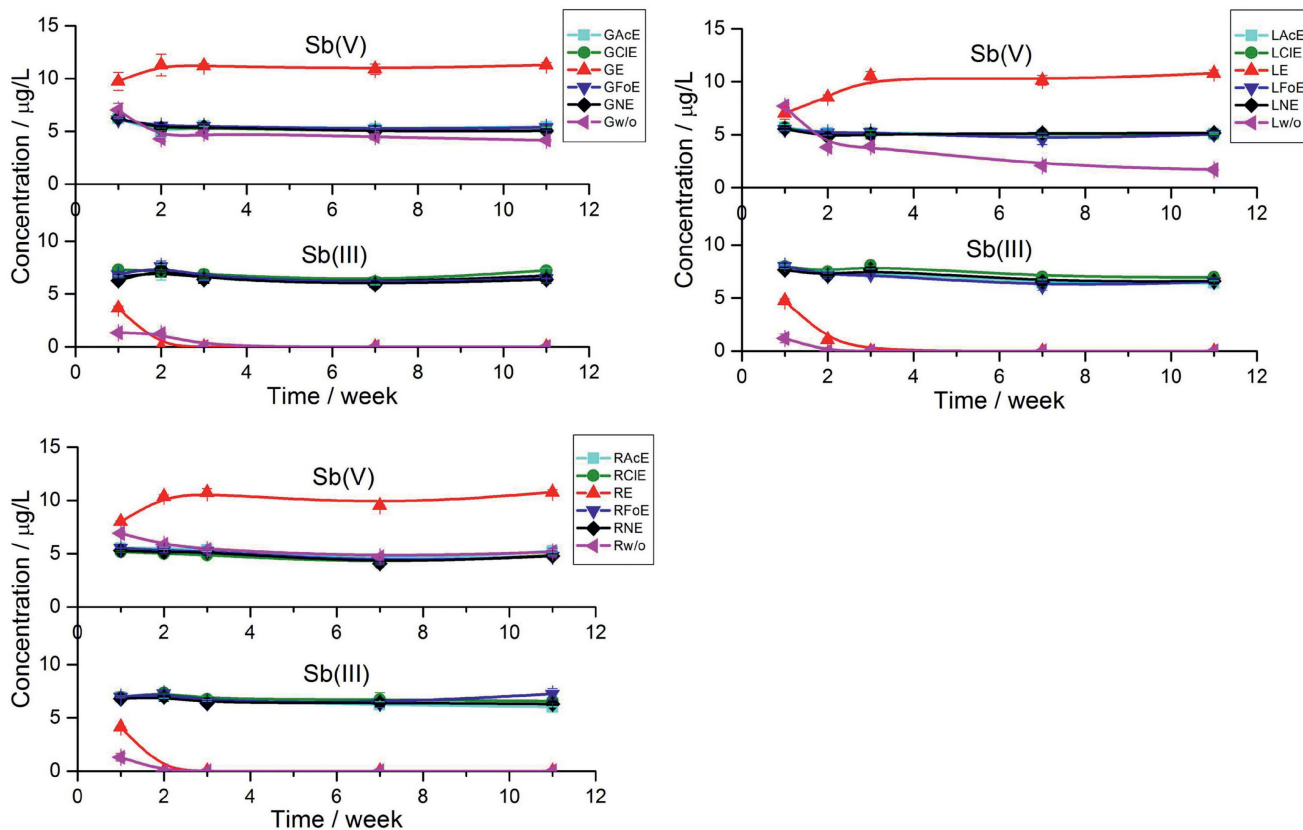 15
10
5
0
0
2
4
6
8
10
12
Sb(V)
10
5
0
0
2
4
6
8
10
12
Sb(III)
Concentration / µg/L
Time / week
GAcE
GClE
GE
GFoE
GNE
Gw/o
15
10
5
0
0
2
4
6
8
10
12
Sb(V)
10
5
0
0
2
4
6
8
10
12
Sb(III)
Concentration / µg/L
Time / week
LAcE
LClE
LE
LFoE
LNE
Lw/o
15
10
5
0
0
2
4
6
8
10
12
Sb(V)
10
5
0
0
2
4
6
8
10
12
Sb(III)
Concentration / µg/L
Time / week
RAcE
RClE
RE
RFoE
RNE
Rw/o